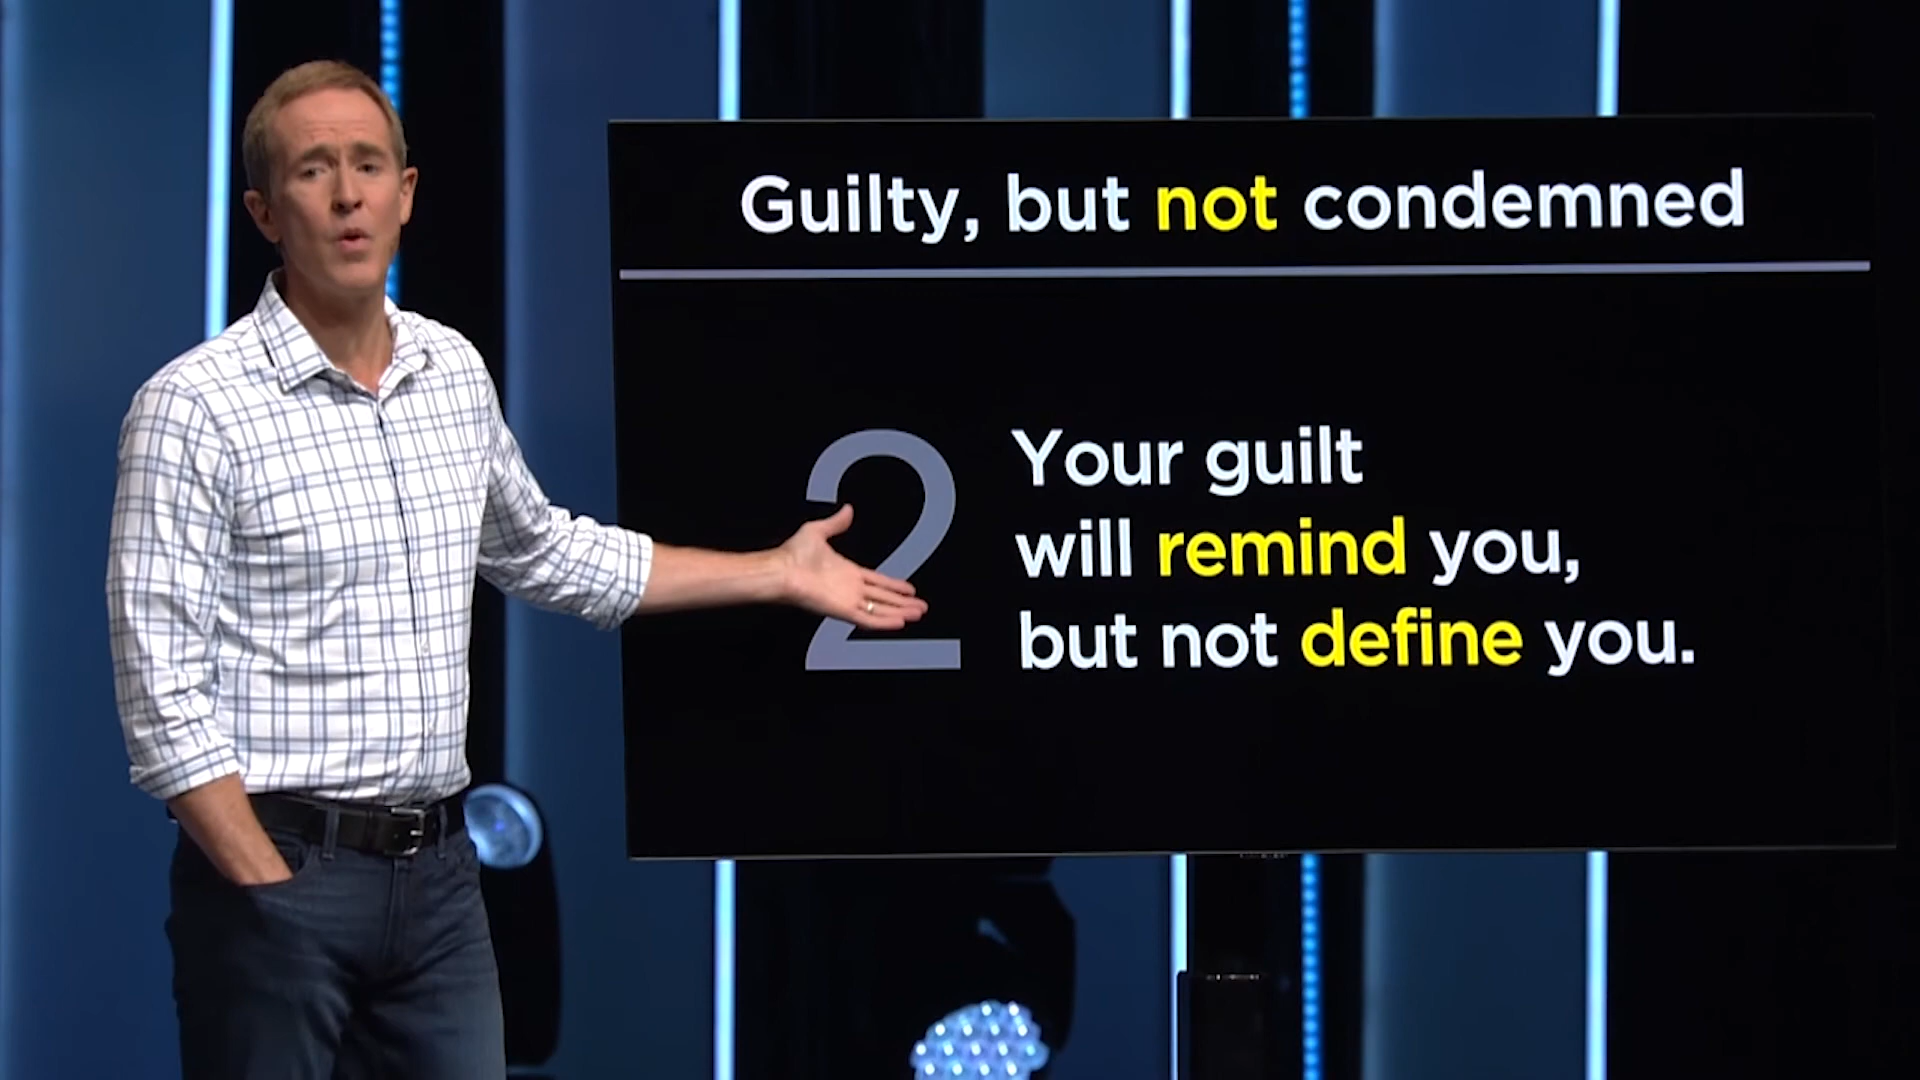 Guilty, but not condemned
2
Your guilt
will remind you,
but not define you.